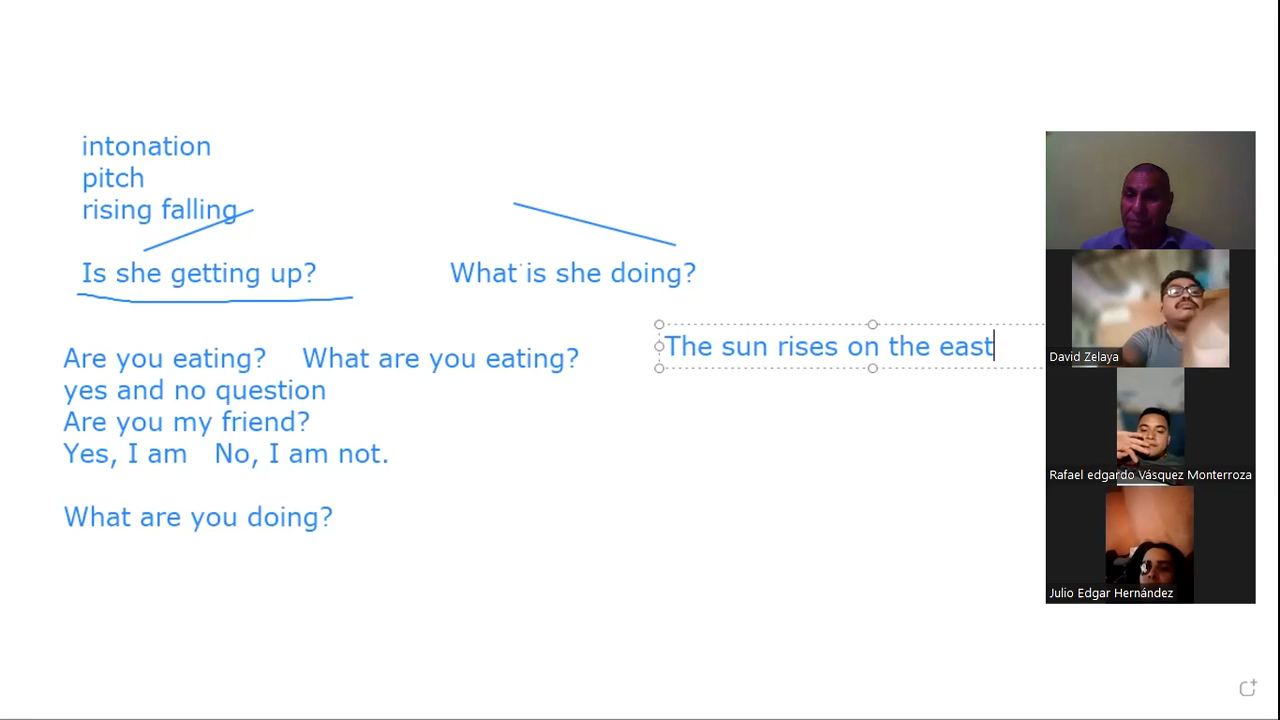 intonation
pitch
rising falling
Is she getting up?
What is she doing?
The sun rises on the east
Are you eating? What are you eating?
yes and no question
Are you my friend?
Yes, I am No, I am not.
What are you doing?
David Zelaya
Rafael edgardo Vásquez Monterroza
Julio Edgar Hernández